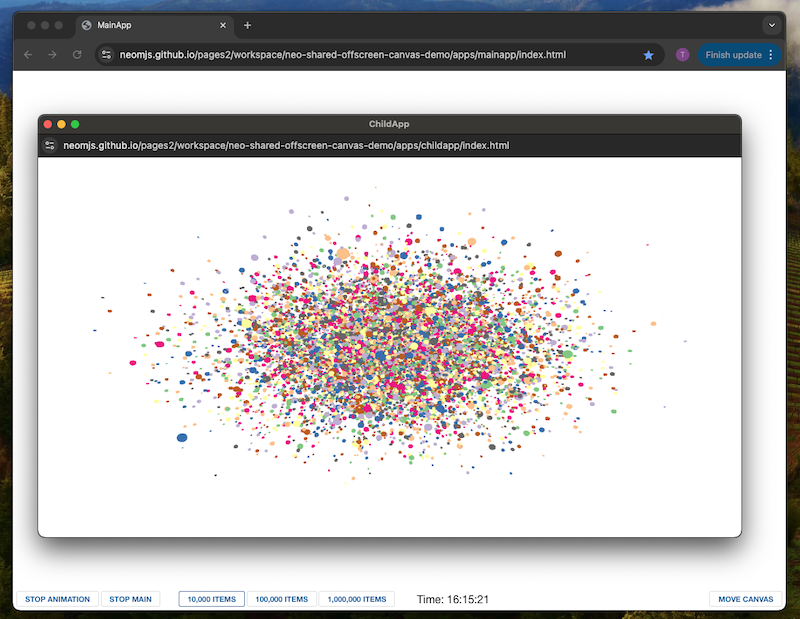 MainApp
neomjs.github.io/pages2/workspace/neo-shared-offscreen-canvas-demo/apps/mainapp/index.html
T
Finish update
ChildApp
neomjs.github.io/pages2/workspace/neo-shared-offscreen-canvas-demo/apps/childapp/index.html
STOP ANIMATION STOP MAIN 10,000 ITEMS 100,000 ITEMS 1,000,000 ITEMS Time: 16:15:21 MOVE CANVAS